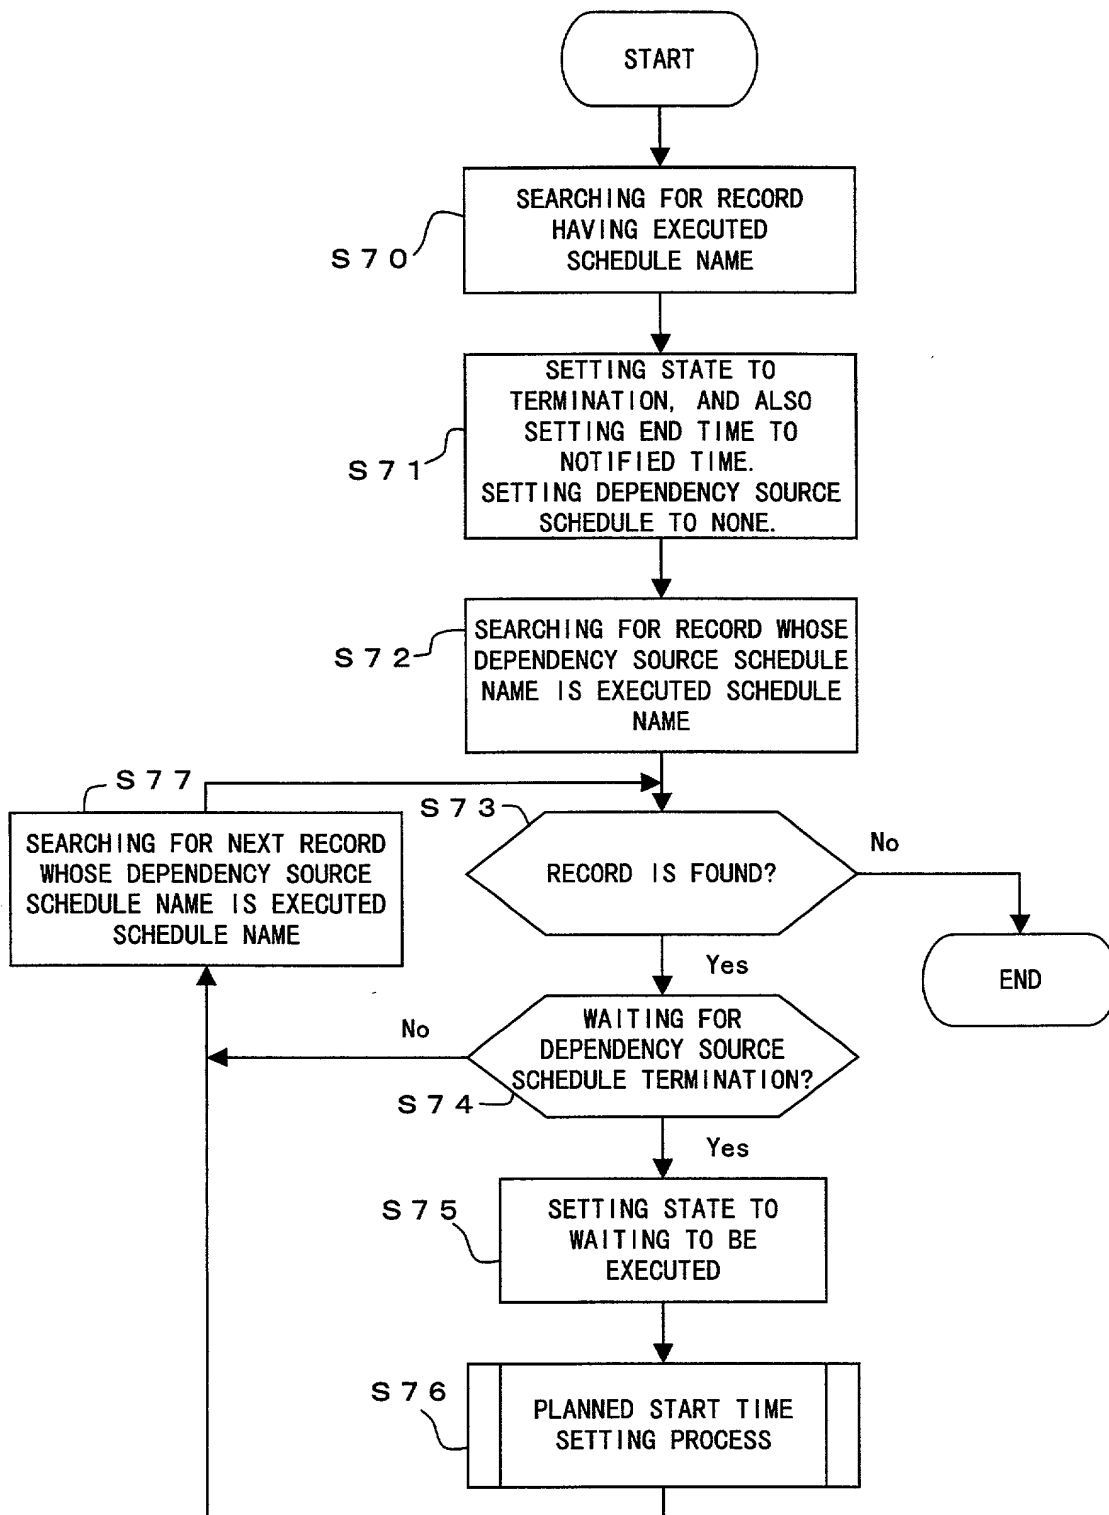 START
SEARCHING FOR RECORD
HAVING EXECUTED
SCHEDULE NAME
S70
SETTING STATE TO
TERMINATION, AND ALSO
SETTING END TIME TO
NOTIFIED TIME.
SETTING DEPENDENCY SOURCE
SCHEDULE TO NONE.
S71
SEARCHING FOR RECORD WHOSE
DEPENDENCY SOURCE SCHEDULE
NAME IS EXECUTED SCHEDULE
NAME
S72
S77
SEARCHING FOR NEXT RECORD
WHOSE DEPENDENCY SOURCE
SCHEDULE NAME IS EXECUTED
SCHEDULE NAME
S73
RECORD IS FOUND?
No
END
Yes
WAITING FOR
DEPENDENCY SOURCE
SCHEDULE TERMINATION?
No
S74
Yes
SETTING STATE TO
WAITING TO BE
EXECUTED
S75
S76
PLANNED START TIME
SETTING PROCESS